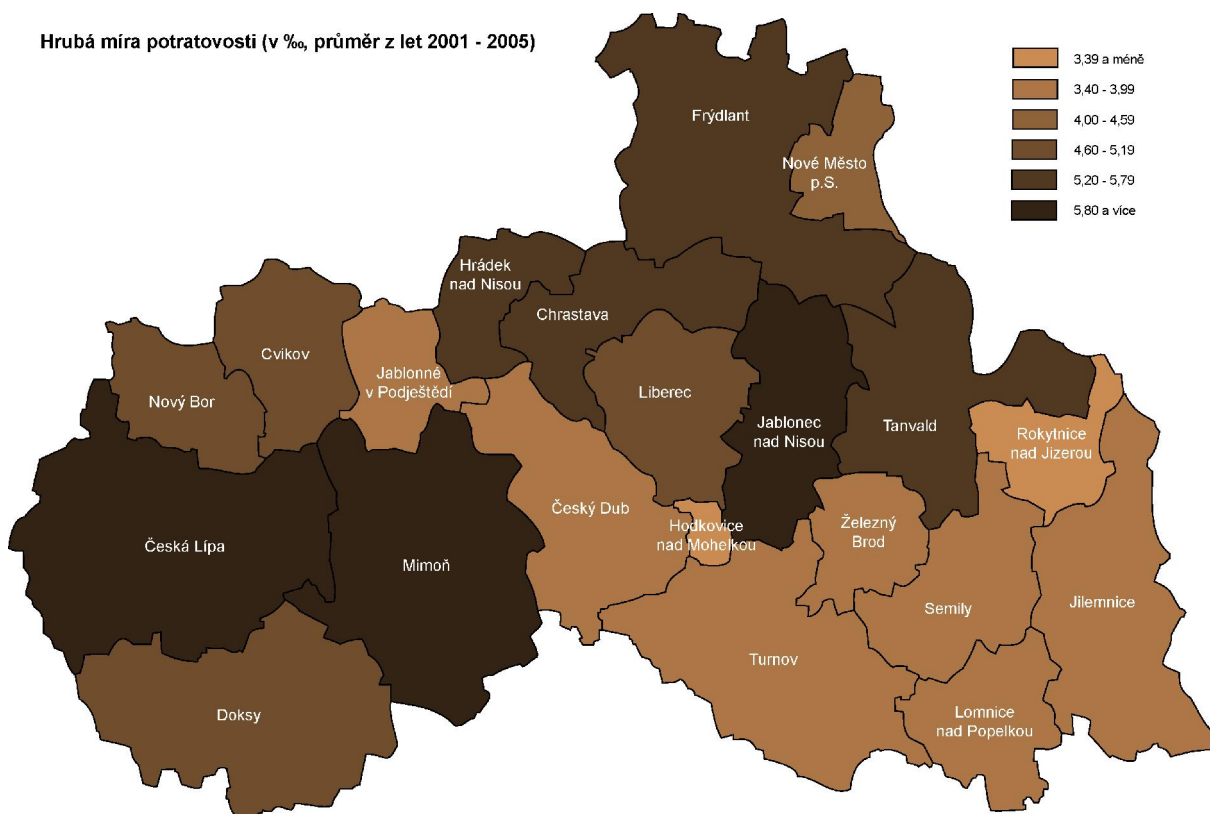 Hrubá míra potratovosti (v ‰, průměr z let 2001 - 2005)
3,39 a méně
3,40 - 3,99
4,00 - 4,59
4,60 - 5,19
5,20 - 5,79
5,80 a více
Frýdlant
Nové Město
p.S.
Hrádek
nad Nisou
Chrastava
Cvikov
Jablonné
v Podještědí
Nový Bor
Liberec
Jablonec
nad Nisou
Tanvald
Rokytnice
nad Jizerou
Český Dub
Hodkovice
nad Mohelkou
Železný
Brod
Česká Lípa
Mimoň
Semily
Jilemnice
Turnov
Doksy
Lomnice
nad Popelkou